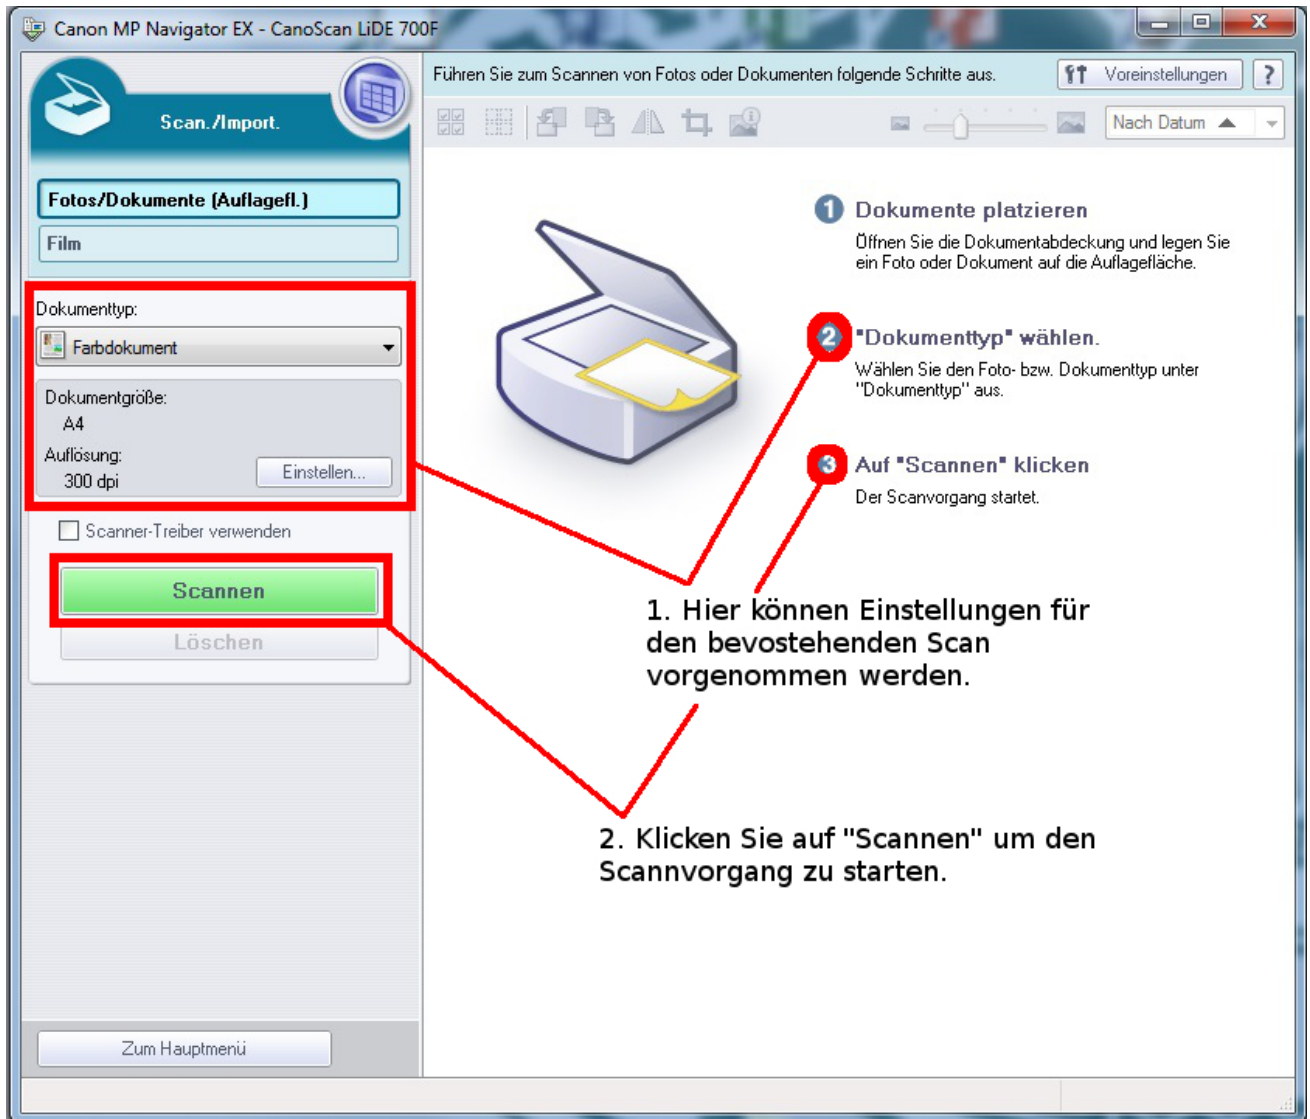 Canon MP Navigator EX - CanoScan LiDE 700F
Scan./Import.
Führen Sie zum Scannen von Fotos oder Dokumenten folgende Schritte aus.
Voreinstellungen
?
Nach Datum
Fotos/Dokumente (Auflagefl.)
Film
Dokumenttyp:
Farbdokument
Dokumentgröße:
A4
Auflösung:
300 dpi
Einstellen...
Scanner-Treiber verwenden
Scannen
Löschen
Zum Hauptmenü
1 Dokumente platzieren
Öffnen Sie die Dokumentabdeckung und legen Sie
ein Foto oder Dokument auf die Auflagefläche.
2 "Dokumenttyp" wählen.
Wählen Sie den Foto- bzw. Dokumenttyp unter
"Dokumenttyp" aus.
3 Auf "Scannen" klicken
Der Scanvorgang startet.
1. Hier können Einstellungen für
den bevostehenden Scan
vorgenommen werden.
2. Klicken Sie auf "Scannen" um den
Scannvorgang zu starten.